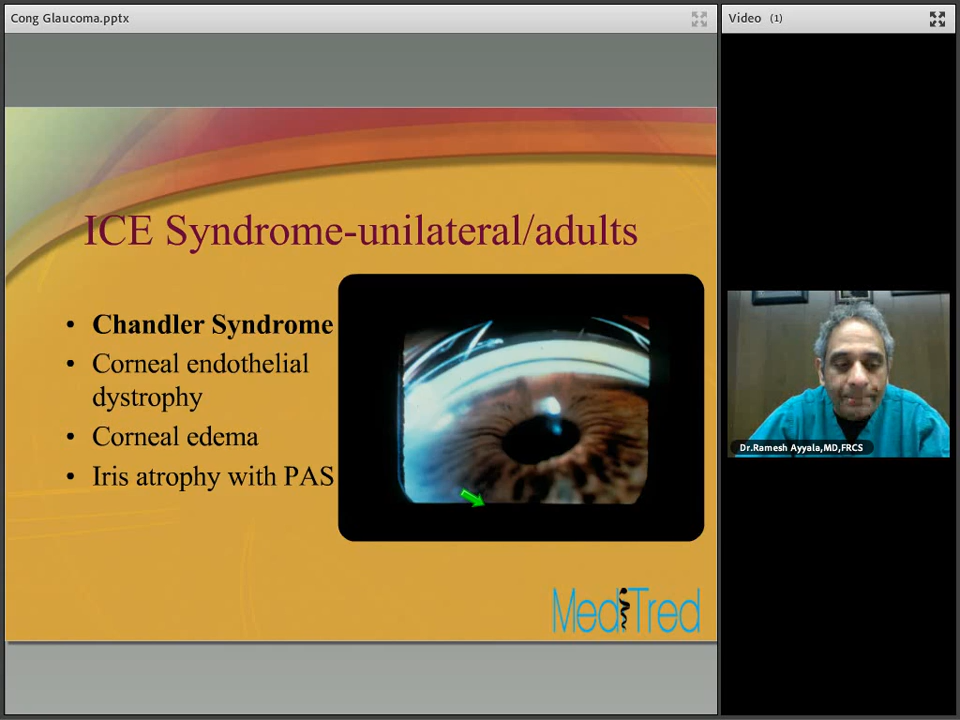 Cong Glaucoma.pptx
Video (1)
ICE Syndrome-unilateral/adults
• Chandler Syndrome
• Corneal endothelial
dystrophy
• Corneal edema
• Iris atrophy with PAS
MediTred
Dr.Ramesh Ayyala,MD,FRCS